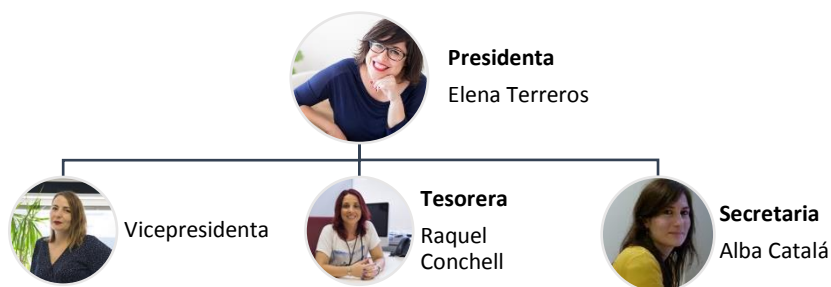 Presidenta
Elena Terreros
Vicepresidenta
Tesorera
Raquel
Conchell
Secretaria
Alba Catalá